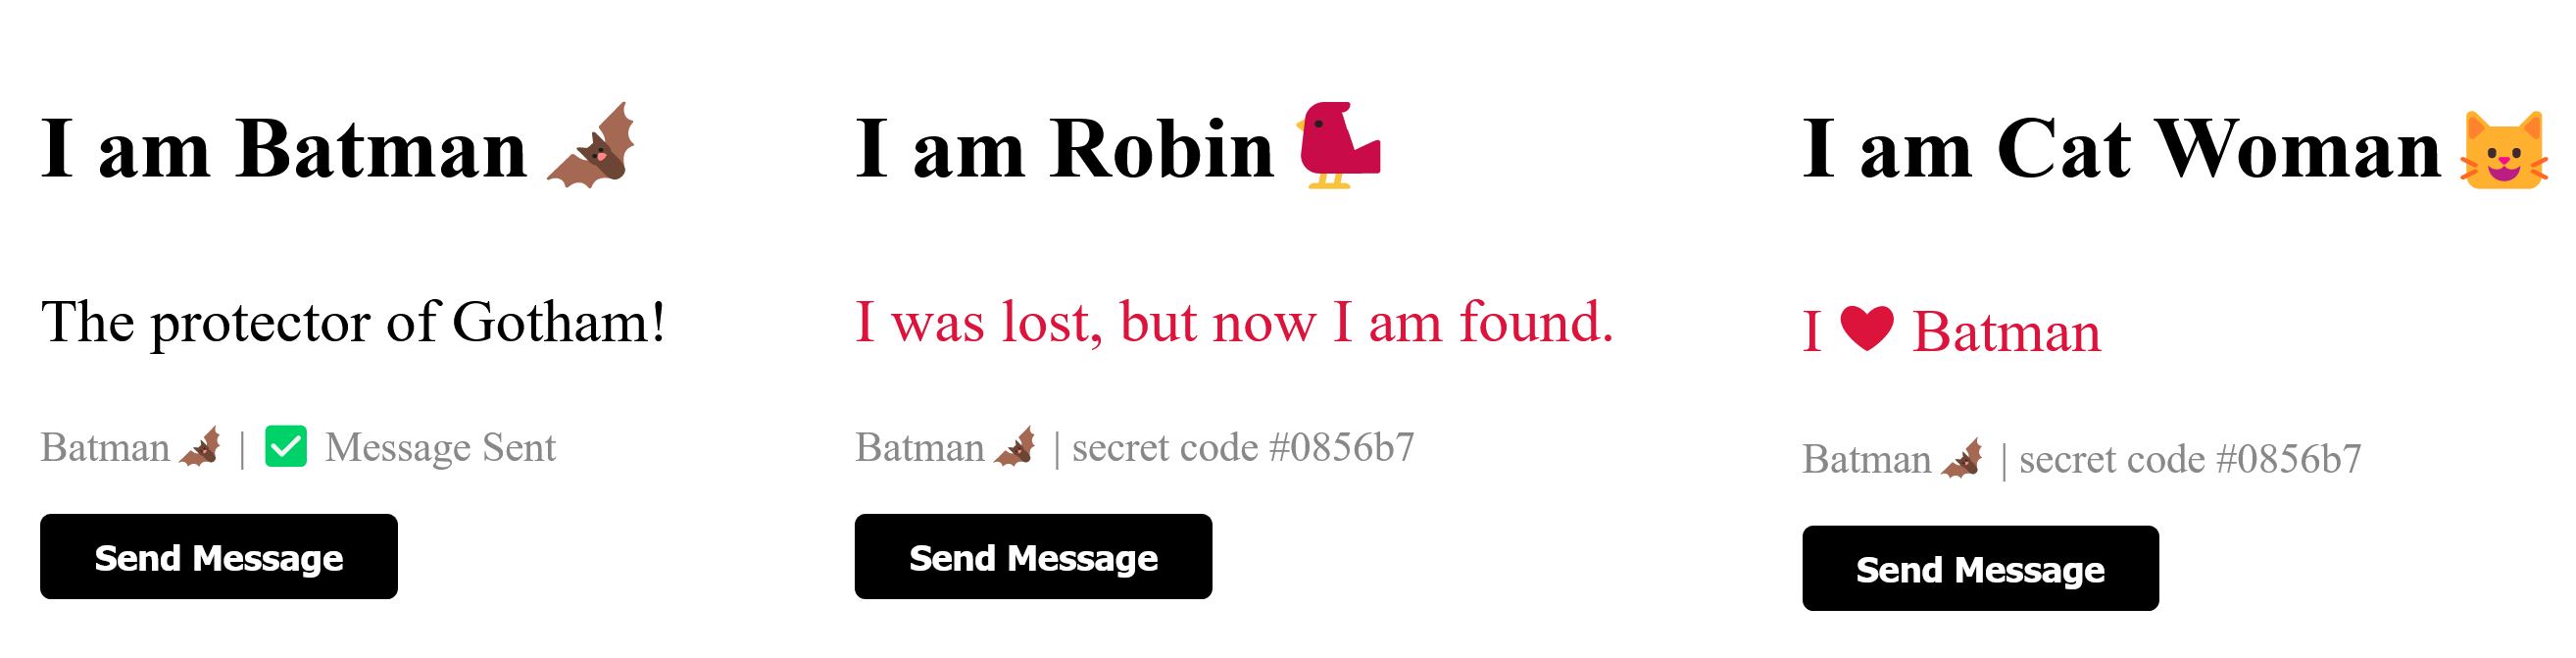 I am Batman 🦇
The protector of Gotham!
Batman 🦇 | ✅ Message Sent
Send Message
I am Robin 🐦
I was lost, but now I am found.
Batman 🦇 | secret code #0856b7
Send Message
I am Cat Woman 🐱
I ❤ Batman
Batman 🦇 | secret code #0856b7
Send Message